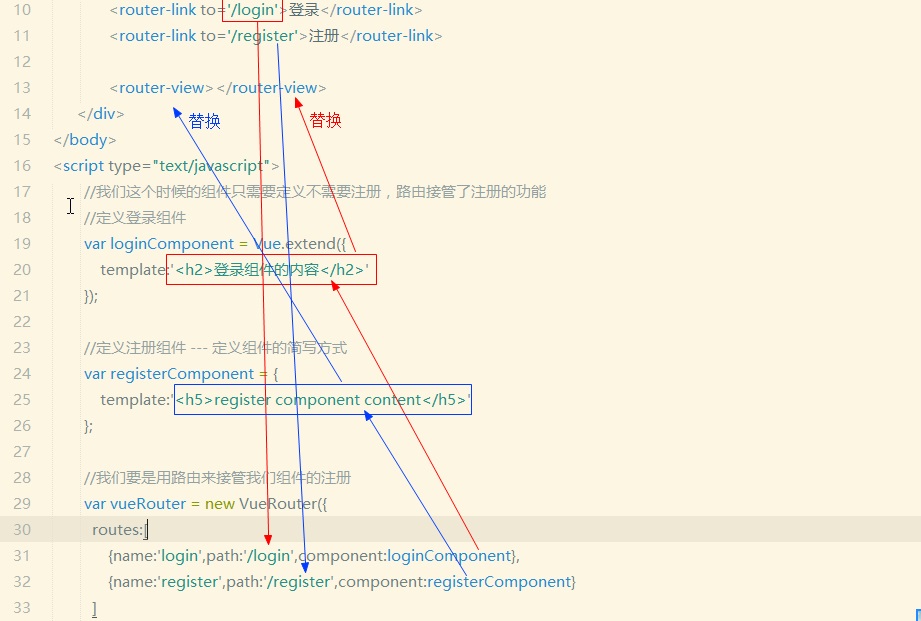 10 <router-link to='/login'>登录</router-link>
11 <router-link to='/register'>注册</router-link>
12
13 <router-view></router-view>
14 </div>
替换 替换
15 </body>
16 <script type="text/javascript">
17 //我们这个时候的组件只需要定义不需要注册，路由接管了注册的功能
18 //定义登录组件
19 var loginComponent = Vue.extend({
20 template:'<h2>登录组件的内容</h2>'
21 });
22
23 //定义注册组件 --- 定义组件的简写方式
24 var registerComponent = {
25 template:'<h5>register component content</h5>'
26 };
27
28 //我们要是用路由来接管我们组件的注册
29 var vueRouter = new VueRouter({
30 routes:[
31 {name:'login',path:'/login',component:loginComponent},
32 {name:'register',path:'/register',component:registerComponent}
33 ]